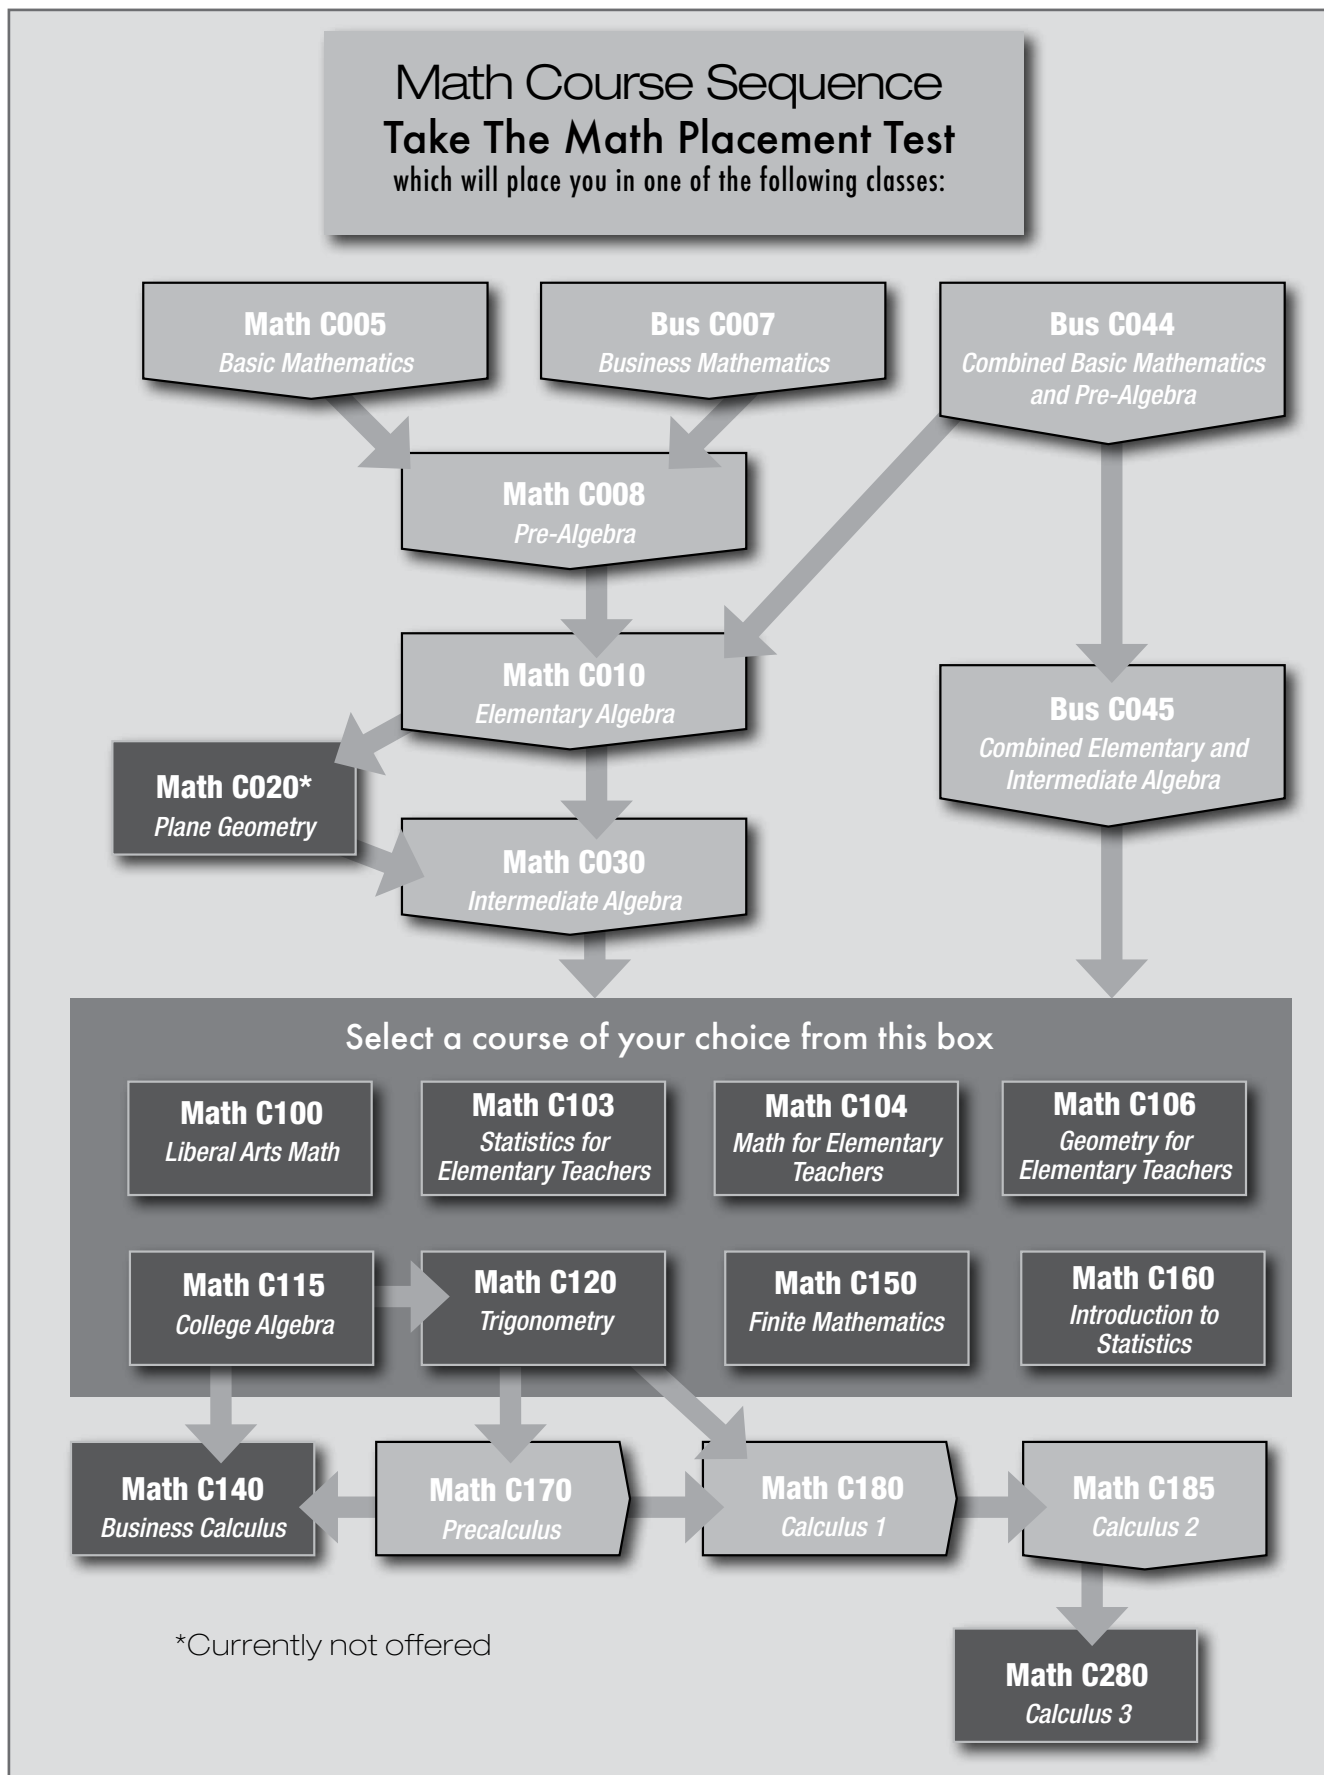 Math Course Sequence
Take The Math Placement Test
which will place you in one of the following classes:
Math C005
Basic Mathematics
Bus C007
Business Mathematics
Bus C044
Combined Basic Mathematics
and Pre-Algebra
Math C008
Pre-Algebra
Math C010
Elementary Algebra
Bus C045
Combined Elementary and
Intermediate Algebra
Math C020*
Plane Geometry
Math C030
Intermediate Algebra
Select a course of your choice from this box
Math C100
Liberal Arts Math
Math C103
Statistics for
Elementary Teachers
Math C104
Math for Elementary
Teachers
Math C106
Geometry for
Elementary Teachers
Math C115
College Algebra
Math C120
Trigonometry
Math C150
Finite Mathematics
Math C160
Introduction to
Statistics
Math C140
Business Calculus
Math C170
Precalculus
Math C180
Calculus 1
Math C185
Calculus 2
*Currently not offered
Math C280
Calculus 3